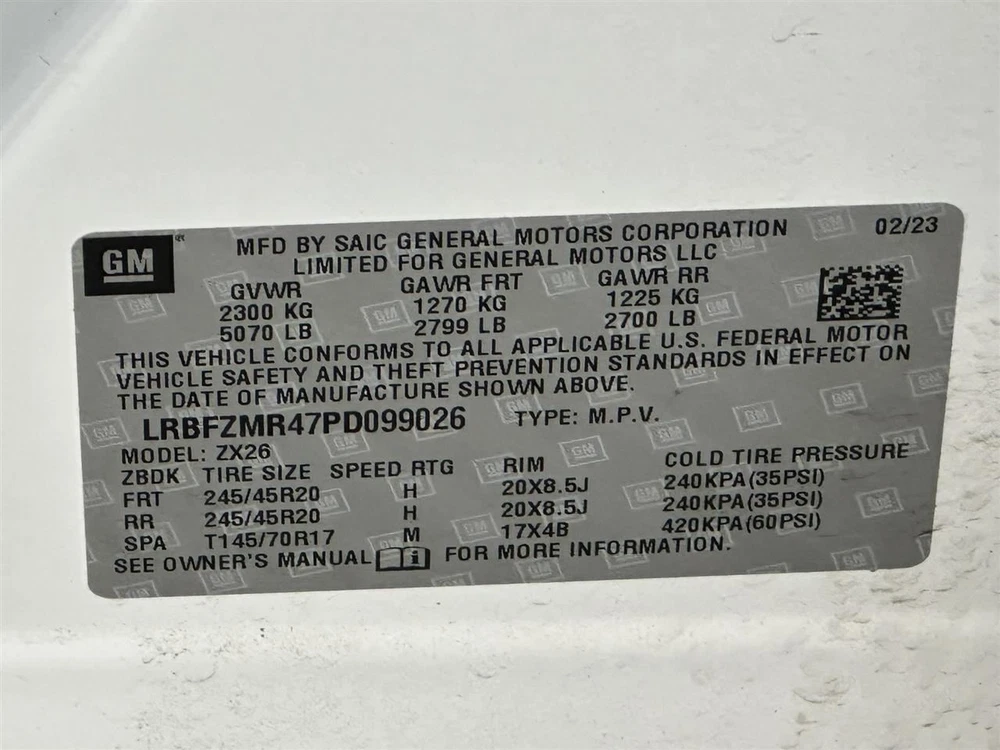 GM
MFD BY SAIC GENERAL MOTORS CORPORATION 02/23
LIMITED FOR GENERAL MOTORS LLC
GVWR GAWR FRT GAWR RR
2300 KG 1270 KG 1225 KG
5070 LB 2799 LB 2700 LB
THIS VEHICLE CONFORMS TO ALL APPLICABLE U.S. FEDERAL MOTOR
VEHICLE SAFETY AND THEFT PREVENTION STANDARDS IN EFFECT ON
THE DATE OF MANUFACTURE SHOWN ABOVE.
LRBFZMR47PD099026 TYPE: M.P.V.
MODEL: ZX26
ZBDK TIRE SIZE SPEED RTG RIM COLD TIRE PRESSURE
FRT 245/45R20 H 20X8.5J 240KPA(35PSI)
RR 245/45R20 H 20X8.5J 240KPA(35PSI)
SPA T145/70R17 M 17X4B 420KPA(60PSI)
SEE OWNER'S MANUAL i FOR MORE INFORMATION.